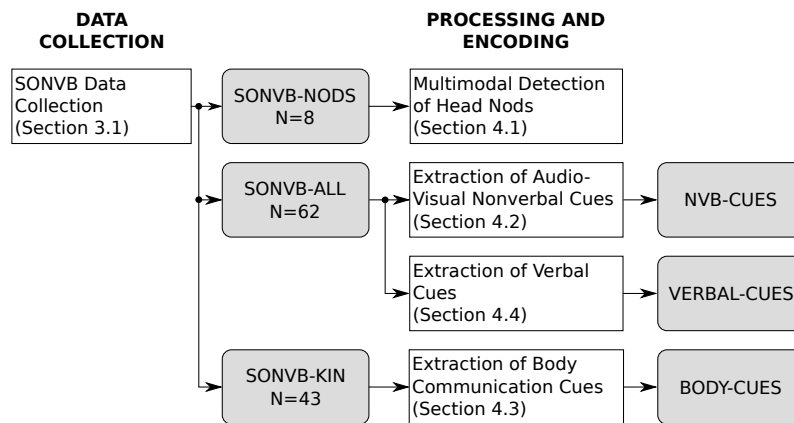 DATA
COLLECTION
PROCESSING AND
ENCODING
SONVB Data
Collection
(Section 3.1)
SONVB-NODS
N=8
Multimodal Detection
of Head Nods
(Section 4.1)
SONVB-ALL
N=62
Extraction of Audio-
Visual Nonverbal Cues
(Section 4.2)
NVB-CUES
Extraction of Verbal
Cues
(Section 4.4)
VERBAL-CUES
SONVB-KIN
N=43
Extraction of Body
Communication Cues
(Section 4.3)
BODY-CUES